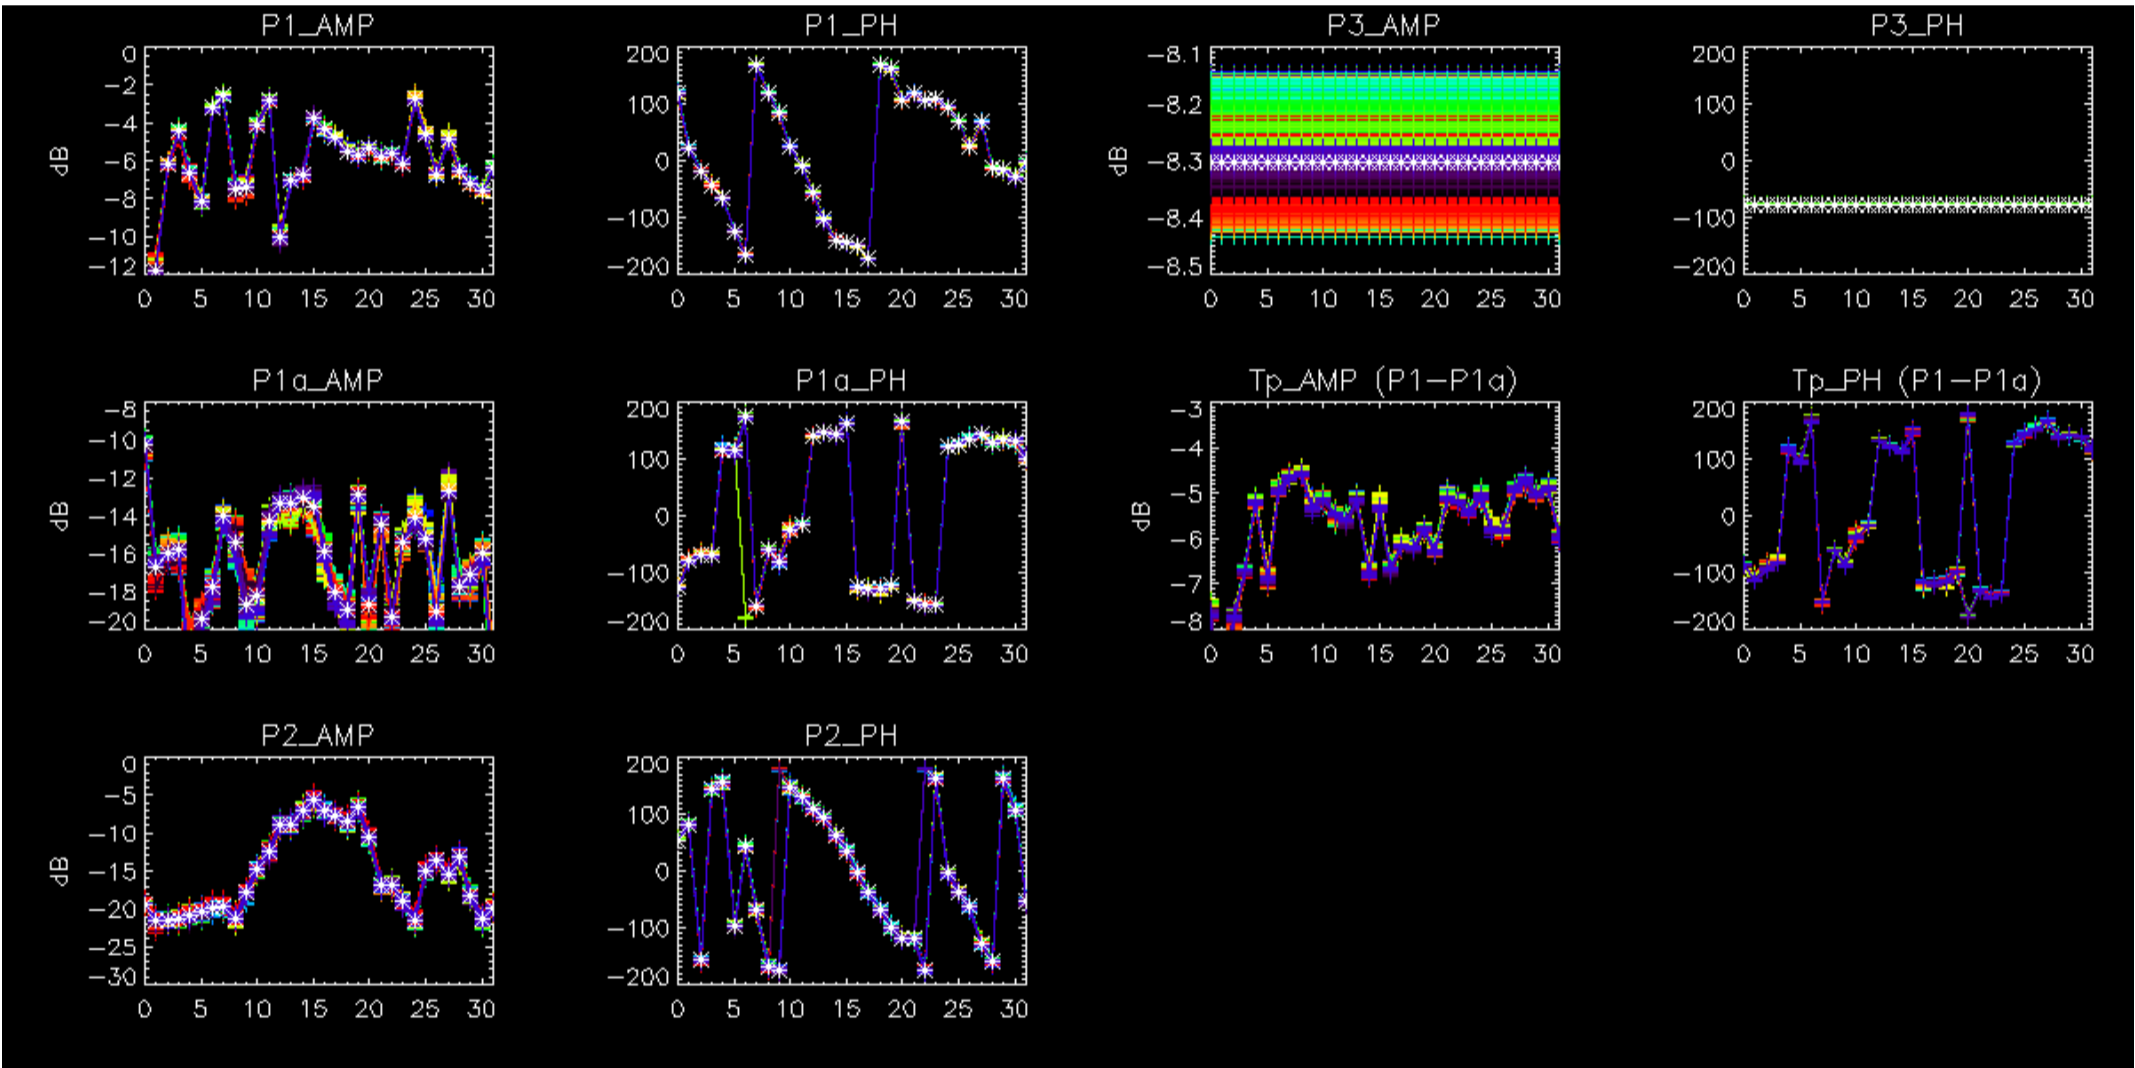 P1_AMP
P1_PH
P3_AMP
P3_PH
0
−2
−4
−6
−8
−10
−12
dB
0 5 10 15 20 25 30
200
100
0
−100
−200
0 5 10 15 20 25 30
−8.1
−8.2
−8.3
−8.4
−8.5
dB
0 5 10 15 20 25 30
200
100
0
−100
−200
0 5 10 15 20 25 30
P1a_AMP
P1a_PH
Tp_AMP (P1−P1a)
Tp_PH (P1−P1a)
−8
−10
−12
−14
−16
−18
−20
dB
0 5 10 15 20 25 30
200
100
0
−100
−200
0 5 10 15 20 25 30
−3
−4
−5
−6
−7
−8
dB
0 5 10 15 20 25 30
200
100
0
−100
−200
0 5 10 15 20 25 30
P2_AMP
P2_PH
0
−5
−10
−15
−20
−25
−30
dB
0 5 10 15 20 25 30
200
100
0
−100
−200
0 5 10 15 20 25 30